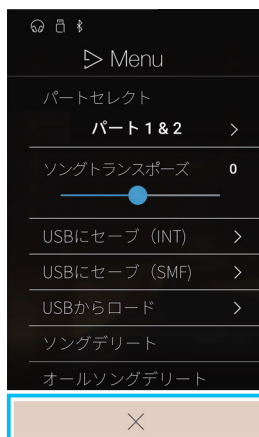 Menu
パートセレクト
パート 1 & 2
ソングトランスポーズ 0
USBにセーブ（INT）
USBにセーブ（SMF）
USBからロード
ソングデリート
オールソングデリート